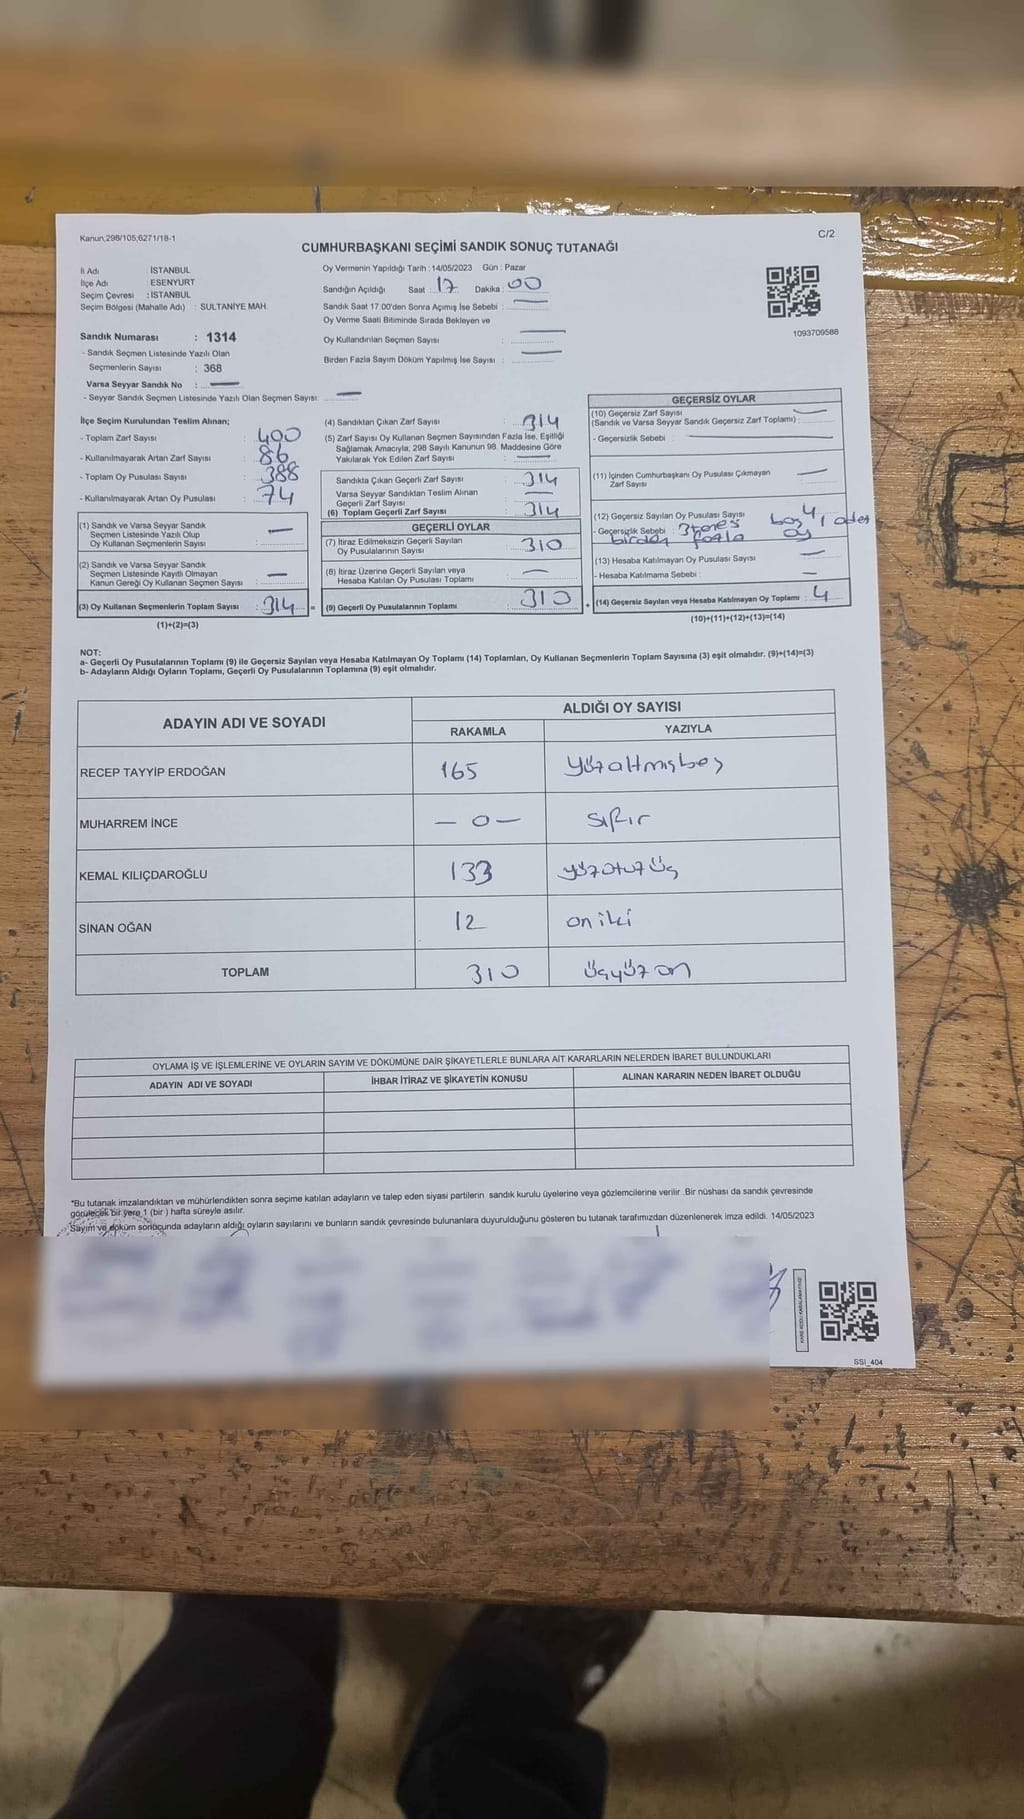 Kanun,298/105;6271/18-1
C/2
CUMHURBAŞKANI SEÇİMİ SANDIK SONUÇ TUTANAĞI
İl Adı İSTANBUL
İlçe Adı : ESENYURT
Seçim Çevresi : İSTANBUL
Seçim Bölgesi (Mahalle Adı) : SULTANİYE MAH.
Sandık Numarası : 1314
- Sandık Seçmen Listesinde Yazılı Olan
Seçmenlerin Sayısı : 368
Varsa Seyyar Sandık No : —
- Seyyar Sandık Seçmen Listesinde Yazılı Olan Seçmen Sayısı: —
Oy Vermenin Yapıldığı Tarih : 14/05/2023 Gün : Pazar
Sandığın Açıldığı Saat : 17 Dakika : 00
Sandık Saat 17.00'den Sonra Açımış İse Sebebi : —
Oy Verme Saati Bitiminde Sırada Bekleyen ve
Oy Kullandırılan Seçmen Sayısı : —
Birden Fazla Sayım Döküm Yapılmış İse Sayısı : —
1093709588
İlçe Seçim Kurulundan Teslim Alınan;
- Toplam Zarf Sayısı : 400
- Kullanılmayarak Artan Zarf Sayısı : 86
- Toplam Oy Pusulası Sayısı : 388
- Kullanılmayarak Artan Oy Pusulası : 74
(1) Sandık ve Varsa Seyyar Sandık
Seçmen Listesinde Yazılı Olup
Oy Kullanan Seçmenlerin Sayısı —
(2) Sandık ve Varsa Seyyar Sandık
Seçmen Listesinde Kayıtlı Olmayan
Kanun Gereği Oy Kullanan Seçmen Sayısı : —
(3) Oy Kullanan Seçmenlerin Toplam Sayısı : 314 =
(1)+(2)=(3)
(4) Sandıktan Çıkan Zarf Sayısı : 314
(5) Zarf Sayısı Oy Kullanan Seçmen Sayısından Fazla İse, Eşitliği
Sağlamak Amacıyla, 298 Sayılı Kanunun 98. Maddesine Göre
Yakılarak Yok Edilen Zarf Sayısı : —
Sandıkta Çıkan Geçerli Zarf Sayısı : 314
Varsa Seyyar Sandıktan Teslim Alınan
Geçerli Zarf Sayısı : —
(6) Toplam Geçerli Zarf Sayısı : 314
GEÇERLİ OYLAR
(7) İtiraz Edilmeksizin Geçerli Sayılan
Oy Pusulalarının Sayısı : 310
(8) İtiraz Üzerine Geçerli Sayılan veya
Hesaba Katılan Oy Pusulası Toplamı : —
(9) Geçerli Oy Pusulalarının Toplamı : 310 +
GEÇERSİZ OYLAR
(10) Geçersiz Zarf Sayısı
(Sandık ve Varsa Seyyar Sandık Geçersiz Zarf Toplamı) : —
- Geçersizlik Sebebi : —
(11) İçinden Cumhurbaşkanı Oy Pusulası Çıkmayan
Zarf Sayısı —
(12) Geçersiz Sayılan Oy Pusulası Sayısı 4
- Geçersizlik Sebebi : 3 boş, 1 adet
birden fazla oy
(13) Hesaba Katılmayan Oy Pusulası Sayısı —
- Hesaba Katılmama Sebebi : —
(14) Geçersiz Sayılan veya Hesaba Katılmayan Oy Toplamı : 4
(10)+(11)+(12)+(13)=(14)
NOT:
a- Geçerli Oy Pusulalarının Toplamı (9) ile Geçersiz Sayılan veya Hesaba Katılmayan Oy Toplamı (14) Toplamları, Oy Kullanan Seçmenlerin Toplam Sayısına (3) eşit olmalıdır. (9)+(14)=(3)
b- Adayların Aldığı Oyların Toplamı, Geçerli Oy Pusulalarının Toplamına (9) eşit olmalıdır.
ADAYIN ADI VE SOYADI
ALDIĞI OY SAYISI
RAKAMLA YAZIYLA
RECEP TAYYİP ERDOĞAN 165 yüzaltmışbeş
MUHARREM İNCE — 0 — sıfır
KEMAL KILIÇDAROĞLU 133 yüzotuzüç
SİNAN OĞAN 12 oniki
TOPLAM 310 üçyüzon
OYLAMA İŞ VE İŞLEMLERİNE VE OYLARIN SAYIM VE DÖKÜMÜNE DAİR ŞİKAYETLERLE BUNLARA AİT KARARLARIN NELERDEN İBARET BULUNDUKLARI
ADAYIN ADI VE SOYADI İHBAR İTİRAZ VE ŞİKAYETİN KONUSU ALINAN KARARIN NEDEN İBARET OLDUĞU
*Bu tutanak imzalandıktan ve mühürlendikten sonra seçime katılan adayların ve talep eden siyasi partilerin sandık kurulu üyelerine veya gözlemcilerine verilir .Bir nüshası da sandık çevresinde
görülecek bir yere 1 (bir ) hafta süreyle asılır.
Sayım ve döküm sonucunda adayların aldığı oyların sayılarını ve bunların sandık çevresinde bulunanlara duyurulduğunu gösteren bu tutanak tarafımızdan düzenlenerek imza edildi. 14/05/2023
KARE KODU KARALAMAYINIZ!
SSİ_404